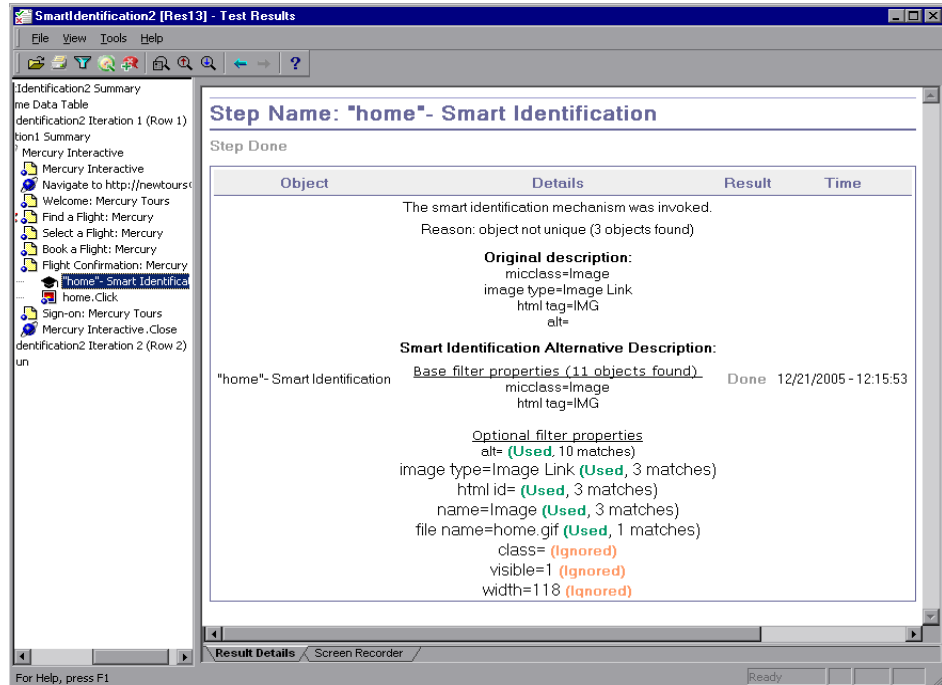 SmartIdentification2 [Res13] - Test Results
File View Tools Help
:Identification2 Summary
me Data Table
dentification2 Iteration 1 (Row 1)
tion1 Summary
Mercury Interactive
Mercury Interactive
Navigate to http://newtours
Welcome: Mercury Tours
Find a Flight: Mercury
Select a Flight: Mercury
Book a Flight: Mercury
Flight Confirmation: Mercury
"home"- Smart Identificat
home.Click
Sign-on: Mercury Tours
Mercury Interactive.Close
dentification2 Iteration 2 (Row 2)
un
Step Name: "home"- Smart Identification
Step Done
Object Details Result Time
The smart identification mechanism was invoked.
Reason: object not unique (3 objects found)
Original description:
micclass=Image
image type=Image Link
html tag=IMG
alt=
Smart Identification Alternative Description:
"home"- Smart Identification Base filter properties (11 objects found) Done 12/21/2005 - 12:15:53
micclass=Image
html tag=IMG
Optional filter properties
alt= (Used, 10 matches)
image type=Image Link (Used, 3 matches)
html id= (Used, 3 matches)
name=Image (Used, 3 matches)
file name=home.gif (Used, 1 matches)
class= (Ignored)
visible=1 (Ignored)
width=118 (Ignored)
Result Details Screen Recorder
For Help, press F1
Ready